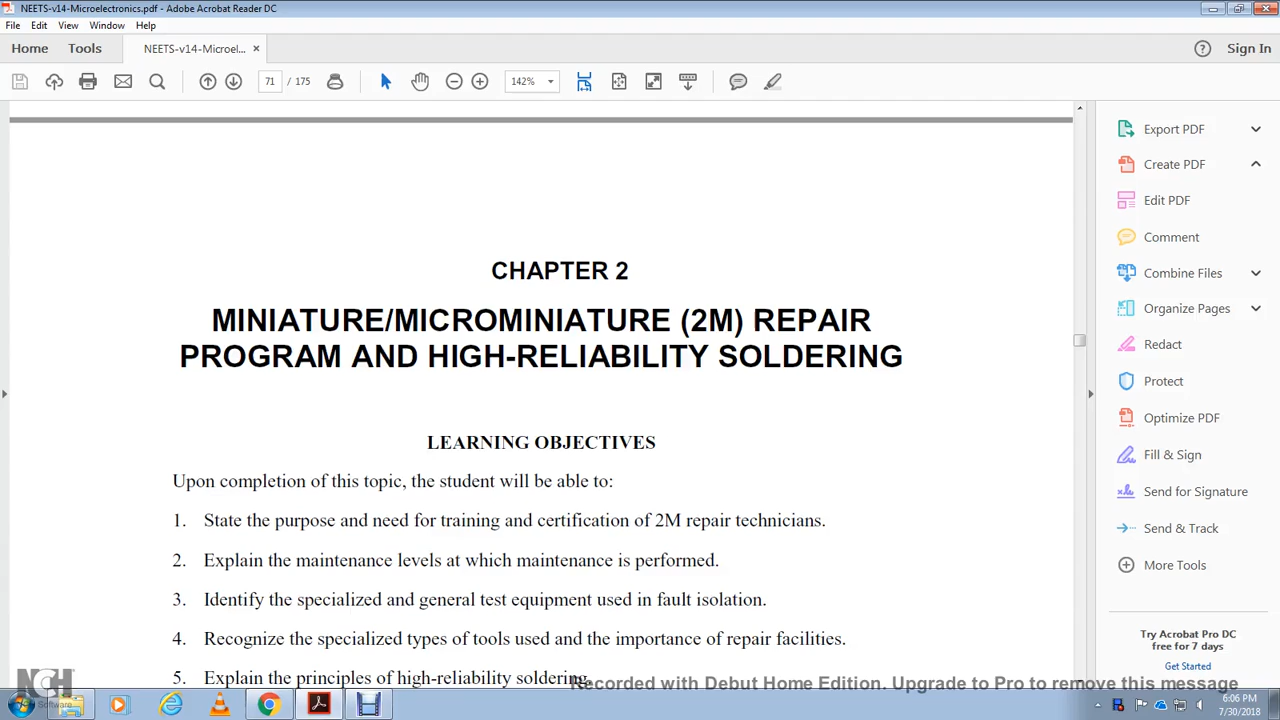 NEETS-v14-Microelectronics.pdf - Adobe Acrobat Reader DC
File Edit View Window Help
Home Tools NEETS-v14-Microel... × Sign In
71 / 175 142%
CHAPTER 2
MINIATURE/MICROMINIATURE (2M) REPAIR
PROGRAM AND HIGH-RELIABILITY SOLDERING
LEARNING OBJECTIVES
Upon completion of this topic, the student will be able to:
1. State the purpose and need for training and certification of 2M repair technicians.
2. Explain the maintenance levels at which maintenance is performed.
3. Identify the specialized and general test equipment used in fault isolation.
4. Recognize the specialized types of tools used and the importance of repair facilities.
5. Explain the principles of high-reliability soldering.
Export PDF
Create PDF
Edit PDF
Comment
Combine Files
Organize Pages
Redact
Protect
Optimize PDF
Fill & Sign
Send for Signature
Send & Track
More Tools
Try Acrobat Pro DC
free for 7 days
Get Started
Recorded with Debut Home Edition. Upgrade to Pro to remove this message
NCH
Software
6:06 PM
7/30/2018